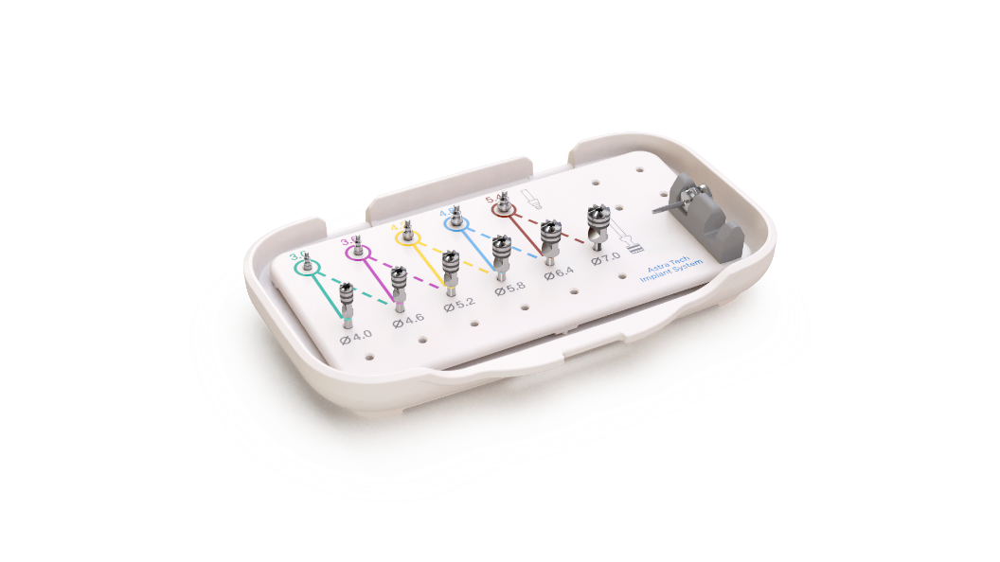 3.0
3.6
4.2
4.8
5.4
Ø4.0
Ø4.6
Ø5.2
Ø5.8
Ø6.4
Ø7.0
Astra Tech
Implant System